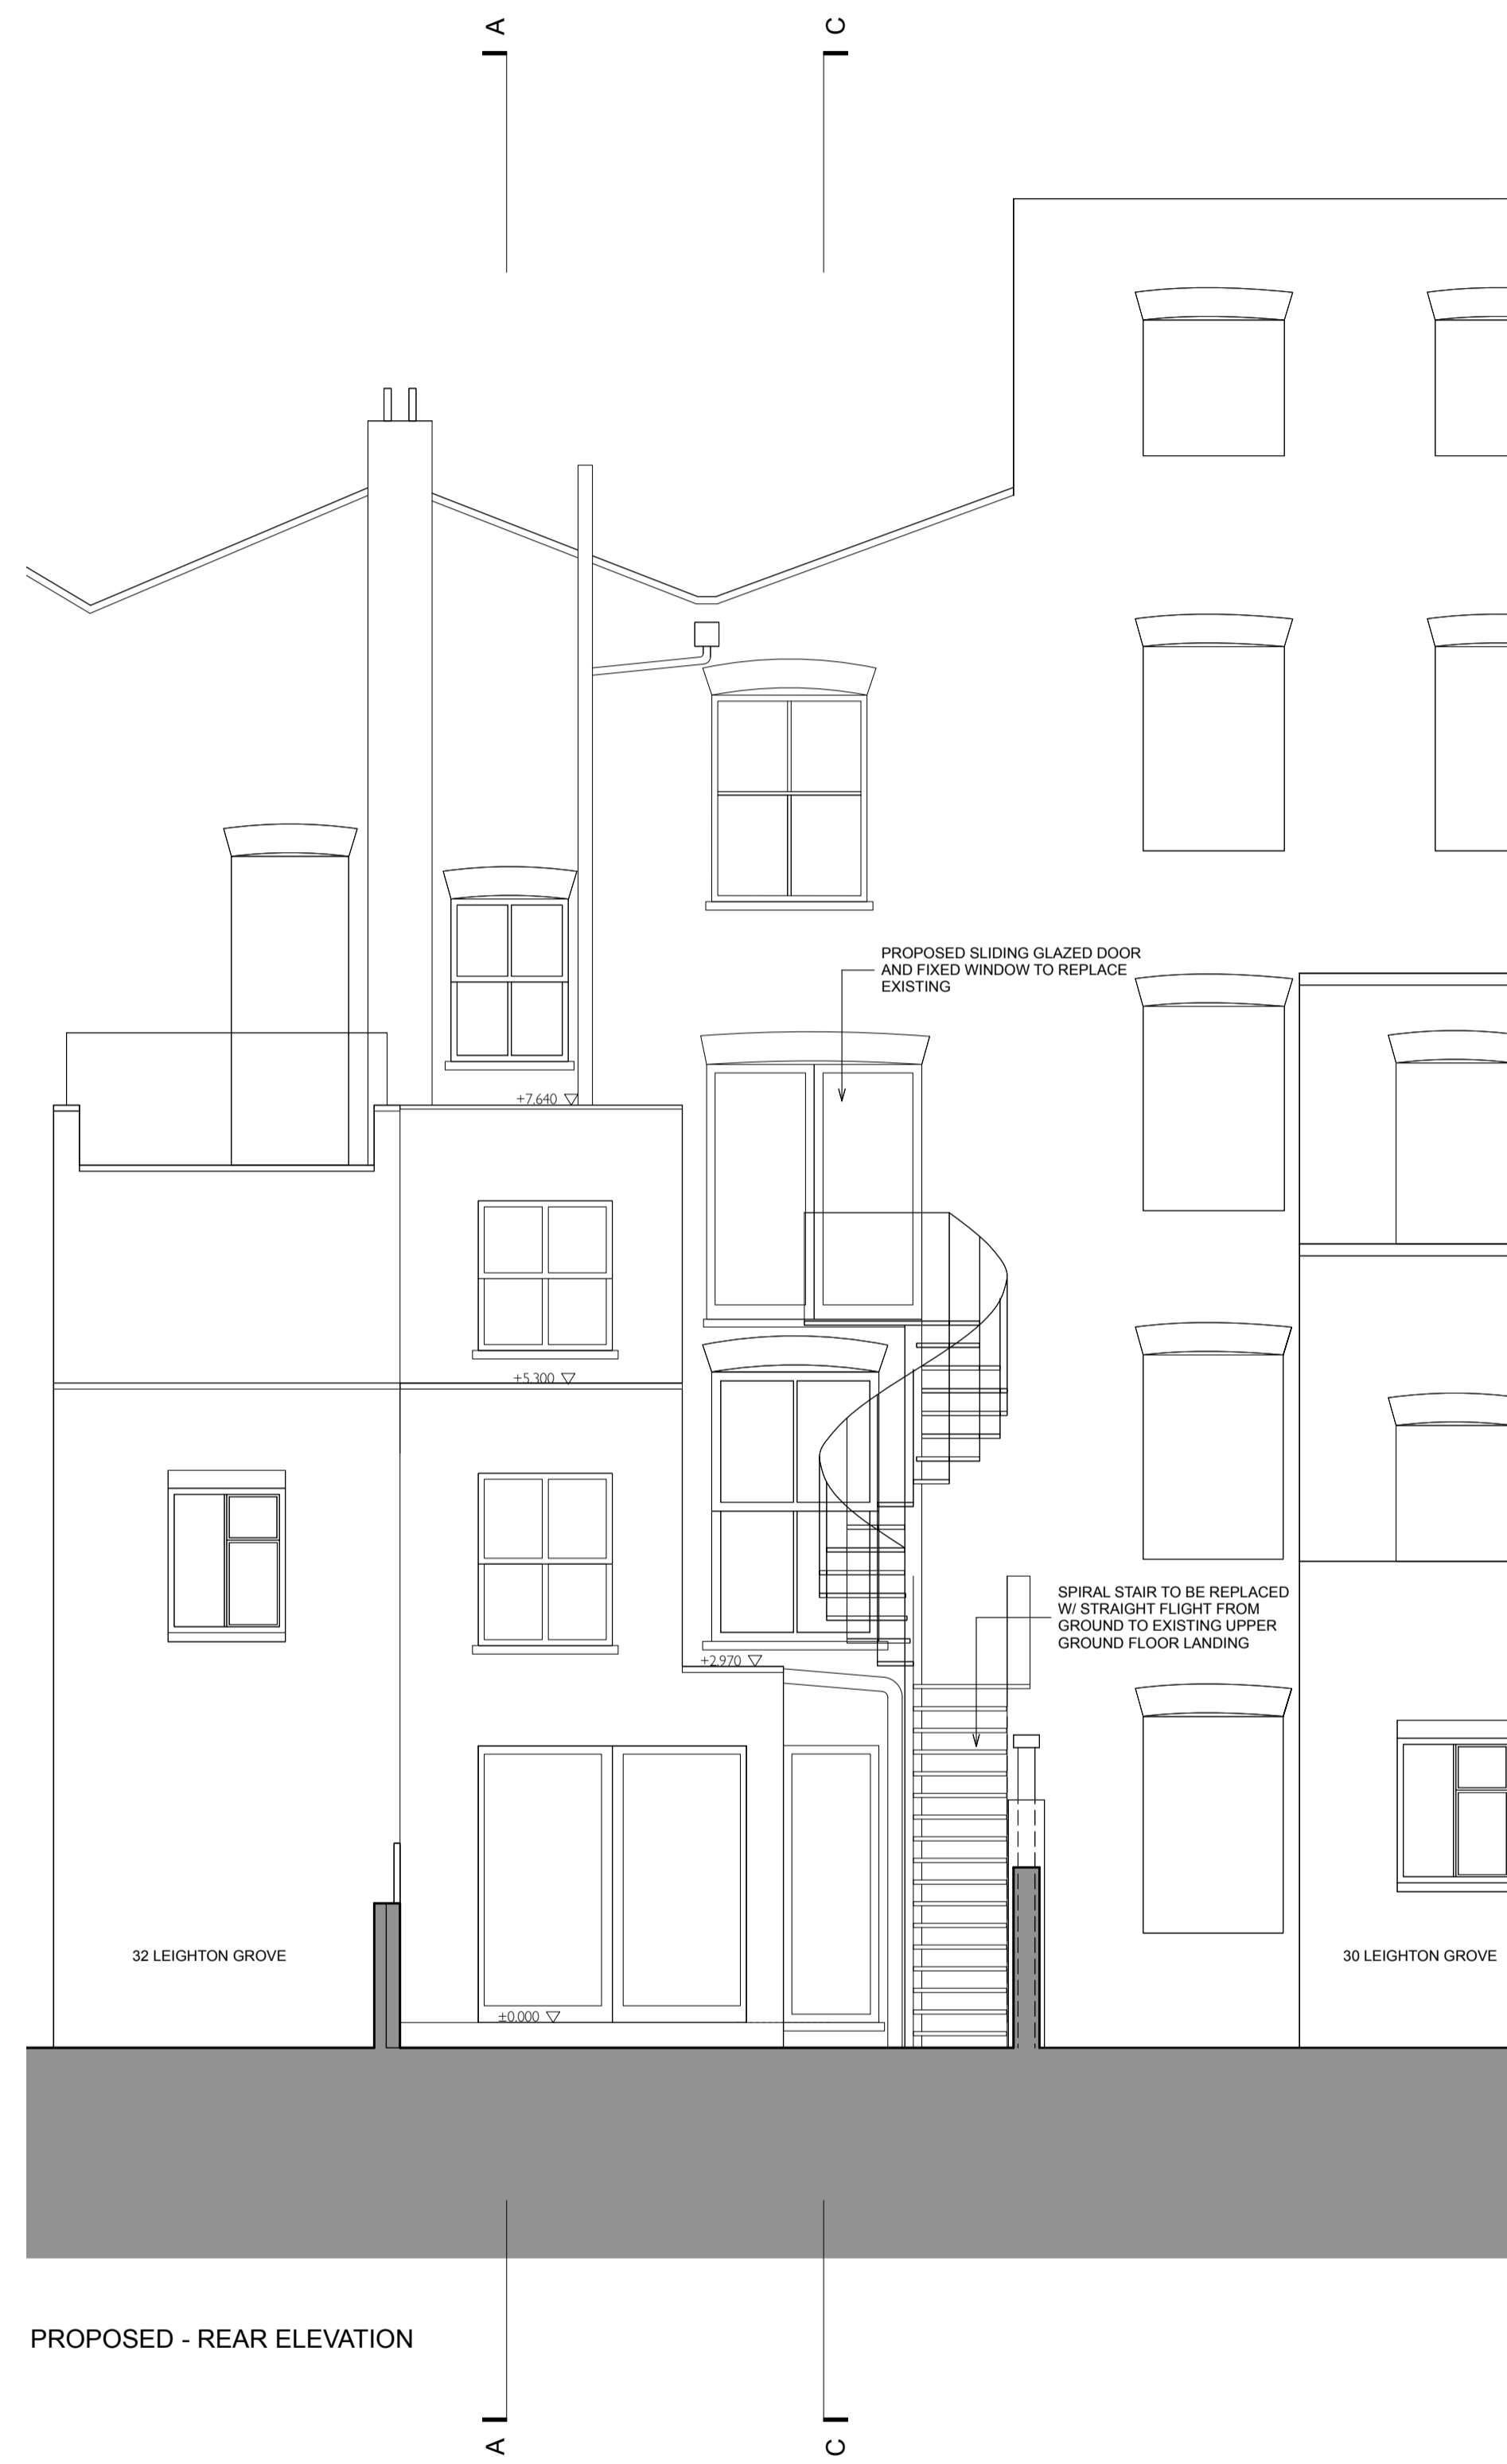 A
C
PROPOSED SLIDING GLAZED DOOR
AND FIXED WINDOW TO REPLACE
EXISTING
+7.640
+5.300
SPIRAL STAIR TO BE REPLACED
W/ STRAIGHT FLIGHT FROM
GROUND TO EXISTING UPPER
GROUND FLOOR LANDING
+2.970
32 LEIGHTON GROVE
30 LEIGHTON GROVE
±0.000
PROPOSED - REAR ELEVATION
A
C